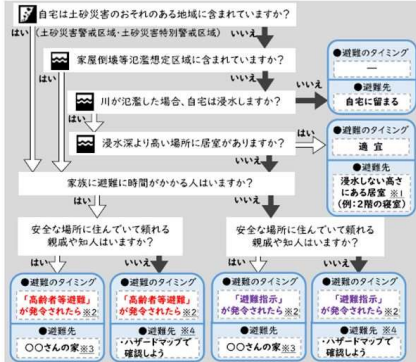 自宅は土砂災害のおそれのある地域に含まれていますか?
はい
(土砂災害警戒区域・土砂災害特別警戒区域)
いいえ
家屋倒壊等氾濫想定区域に含まれていますか?
はい
いいえ
川が氾濫した場合、自宅は浸水しますか?
いいえ
●避難のタイミング
―
●避難先
自宅に留まる
はい
浸水深より高い場所に居室がありますか?
はい
●避難のタイミング
適宜
●避難先
浸水しない高さ
にある居室 ※1
(例:2階の寝室)
いいえ
家族に避難に時間がかかる人はいますか?
はい
いいえ
安全な場所に住んでいて頼れる
親戚や知人はいますか?
安全な場所に住んでいて頼れる
親戚や知人はいますか?
はい
いいえ
はい
いいえ
●避難のタイミング
「高齢者等避難」
が発令されたら※2
●避難先
〇〇さんの家※3
●避難のタイミング
「高齢者等避難」
が発令されたら※2
●避難先 ※4
・ハザードマップで
確認しよう
●避難のタイミング
「避難指示」
が発令されたら※2
●避難先
〇〇さんの家※3
●避難のタイミング
「避難指示」
が発令されたら※2
●避難先 ※4
・ハザードマップで
確認しよう